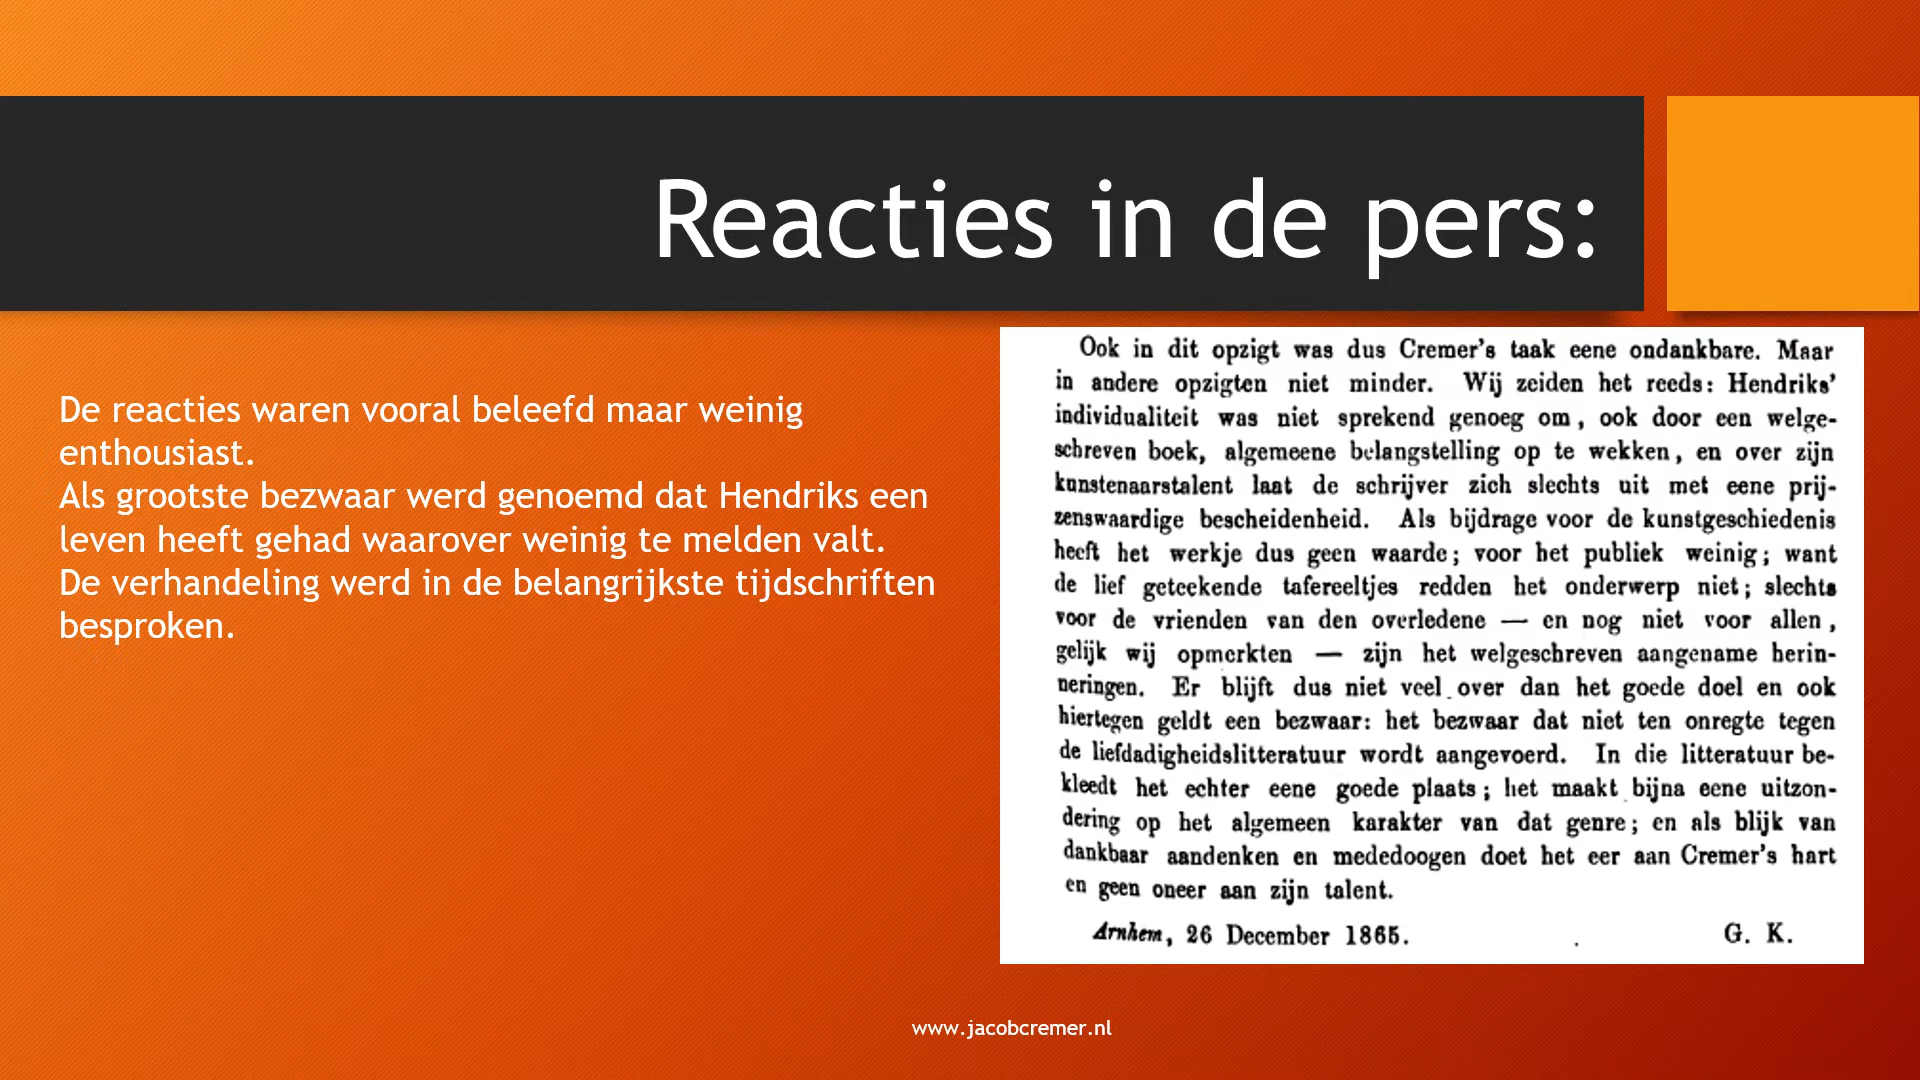 Reacties in de pers:
De reacties waren vooral beleefd maar weinig
enthousiast.
Als grootste bezwaar werd genoemd dat Hendriks een
leven heeft gehad waarover weinig te melden valt.
De verhandeling werd in de belangrijkste tijdschriften
besproken.
Ook in dit opzigt was dus Cremer's taak eene ondankbare. Maar
in andere opzigten niet minder. Wij zeiden het reeds: Hendriks'
individualiteit was niet sprekend genoeg om, ook door een welge-
schreven boek, algemeene belangstelling op te wekken, en over zijn
kunstenaarstalent laat de schrijver zich slechts uit met eene prij-
zenswaardige bescheidenheid. Als bijdrage voor de kunstgeschiedenis
heeft het werkje dus geen waarde; voor het publiek weinig; want
de lief geteekende tafereeltjes redden het onderwerp niet; slechts
voor de vrienden van den overledene — en nog niet voor allen,
gelijk wij opmerkten — zijn het welgeschreven aangename herin-
neringen. Er blijft dus niet veel over dan het goede doel en ook
hiertegen geldt een bezwaar: het bezwaar dat niet ten onregte tegen
de liefdadigheidslitteratuur wordt aangevoerd. In die litteratuur be-
kleedt het echter eene goede plaats; het maakt bijna eene uitzon-
dering op het algemeen karakter van dat genre; en als blijk van
dankbaar aandenken en mededoogen doet het eer aan Cremer's hart
en geen oneer aan zijn talent.
Arnhem, 26 December 1865. G. K.
www.jacobcremer.nl